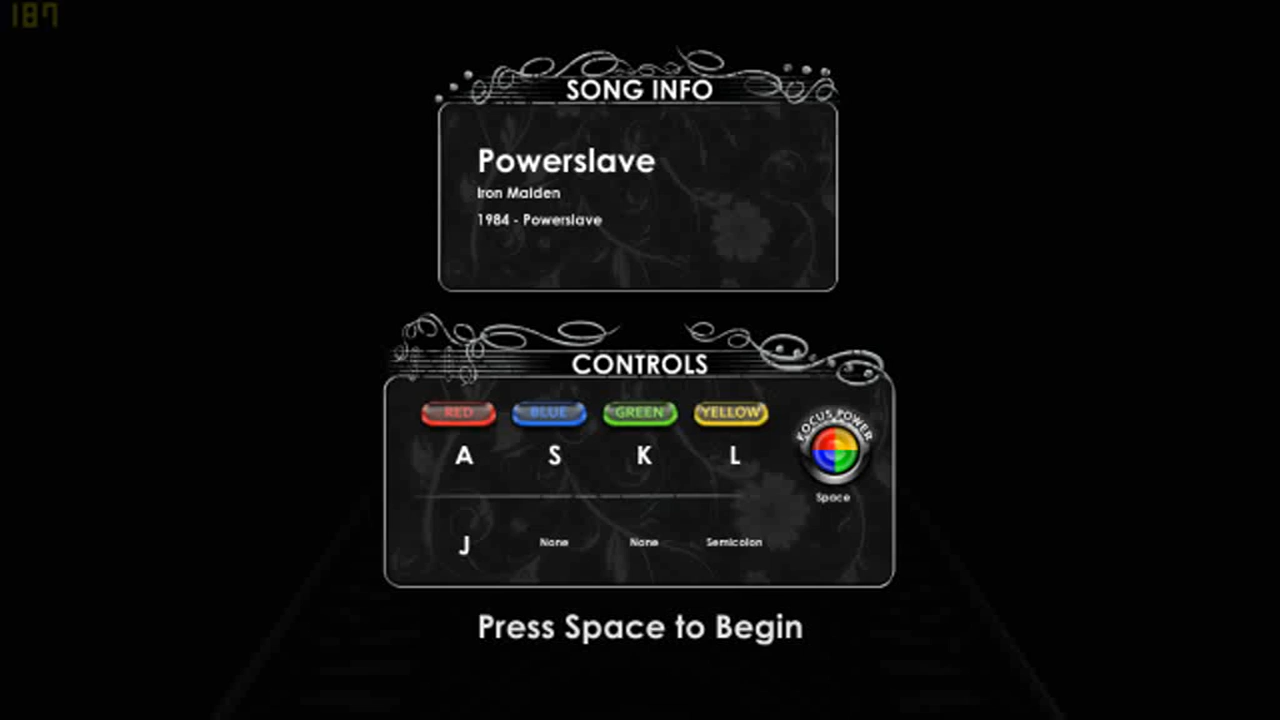 187
SONG INFO
Powerslave
Iron Maiden
1984 - Powerslave
CONTROLS
RED BLUE GREEN YELLOW
FOCUS POWER
A S K L
Space
J None None Semicolon
Press Space to Begin